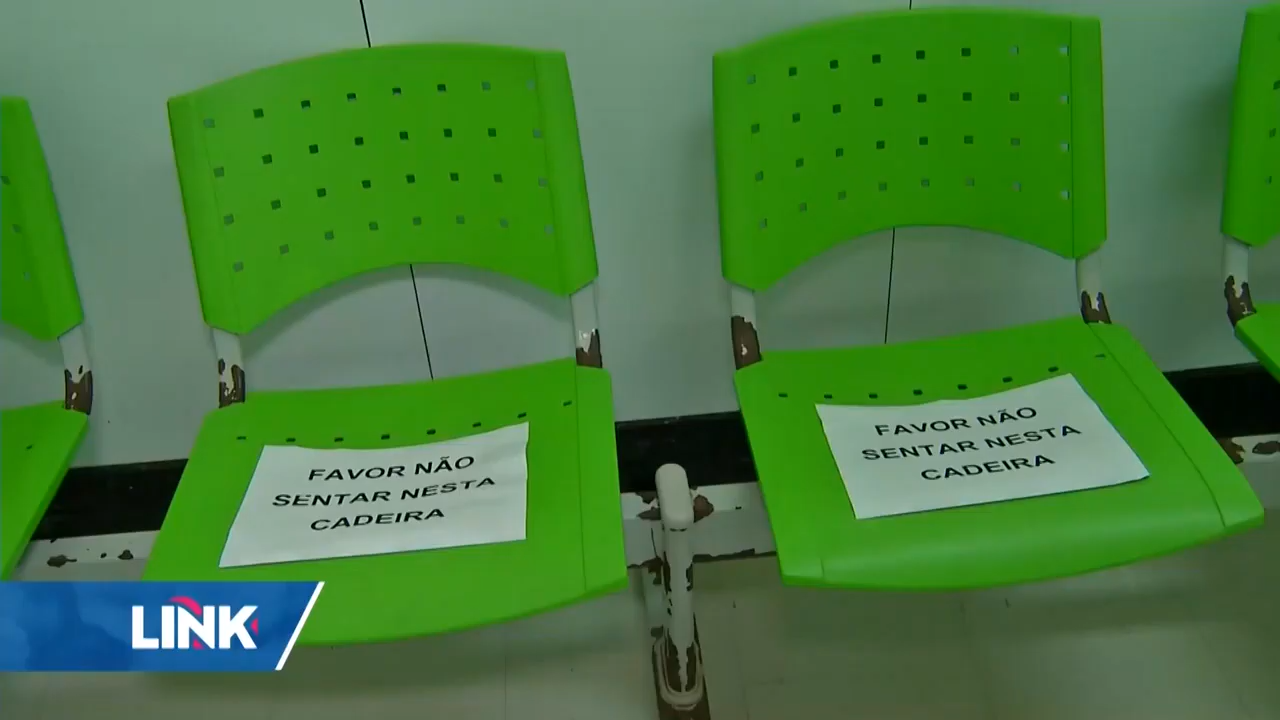 FAVOR NÃO
SENTAR NESTA
CADEIRA
FAVOR NÃO
SENTAR NESTA
CADEIRA
LINK